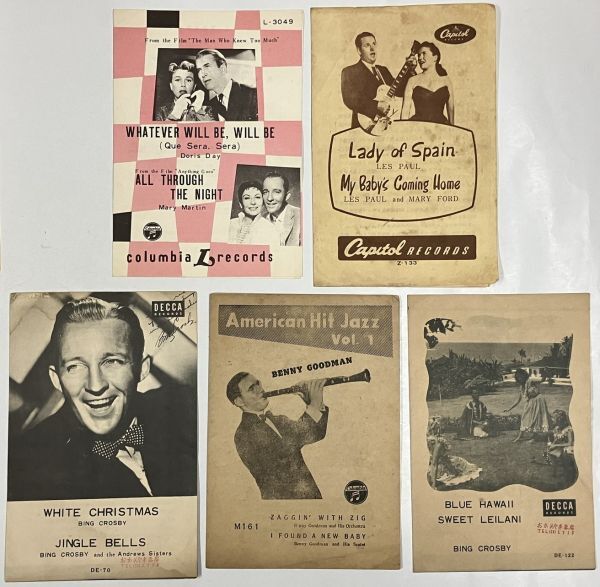 L-3049
From the Film "The Man Who Knew Too Much"
WHATEVER WILL BE, WILL BE
(Que Sera, Sera)
Doris Day
From the Film "Anything Goes"
ALL THROUGH
THE NIGHT
Mary Martin
columbia L records
Capitol
RECORDS
Lady of Spain
LES PAUL
My Baby's Coming Home
LES PAUL and MARY FORD
Capitol RECORDS
Z-133
DECCA
RECORDS
WHITE CHRISTMAS
BING CROSBY
JINGLE BELLS
BING CROSBY and the Andrews Sisters
DE-70
American Hit Jazz
Vol. 1
BENNY GOODMAN
M161
ZAGGIN' WITH ZIG
Benny Goodman and His Orchestra
I FOUND A NEW BABY
Benny Goodman and His Septet
BLUE HAWAII
SWEET LEILANI
DECCA
RECORDS
BING CROSBY
DE-122